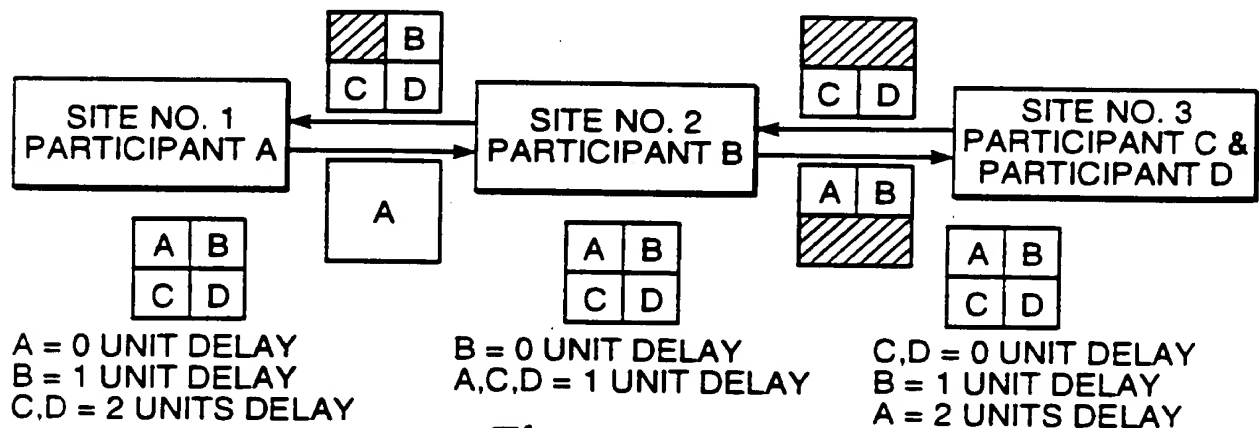 B
C D
C D
SITE NO. 1
PARTICIPANT A
SITE NO. 2
PARTICIPANT B
SITE NO. 3
PARTICIPANT C &
PARTICIPANT D
A
A B
A B
C D
A B
C D
A B
C D
A = 0 UNIT DELAY
B = 1 UNIT DELAY
C,D = 2 UNITS DELAY
B = 0 UNIT DELAY
A,C,D = 1 UNIT DELAY
C,D = 0 UNIT DELAY
B = 1 UNIT DELAY
A = 2 UNITS DELAY